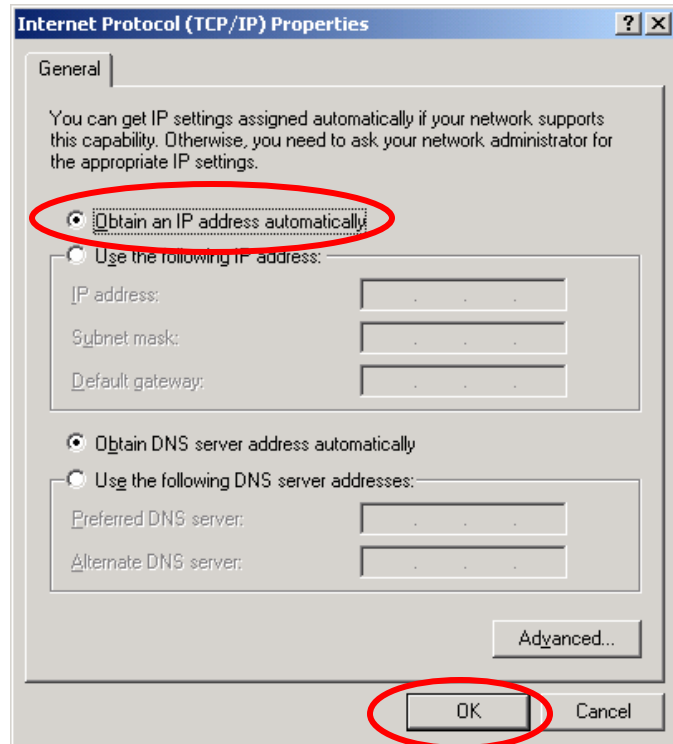 Internet Protocol (TCP/IP) Properties
General
You can get IP settings assigned automatically if your network supports
this capability. Otherwise, you need to ask your network administrator for
the appropriate IP settings.
Obtain an IP address automatically
Use the following IP address:
IP address:
Subnet mask:
Default gateway:
Obtain DNS server address automatically
Use the following DNS server addresses:
Preferred DNS server:
Alternate DNS server:
Advanced...
OK Cancel